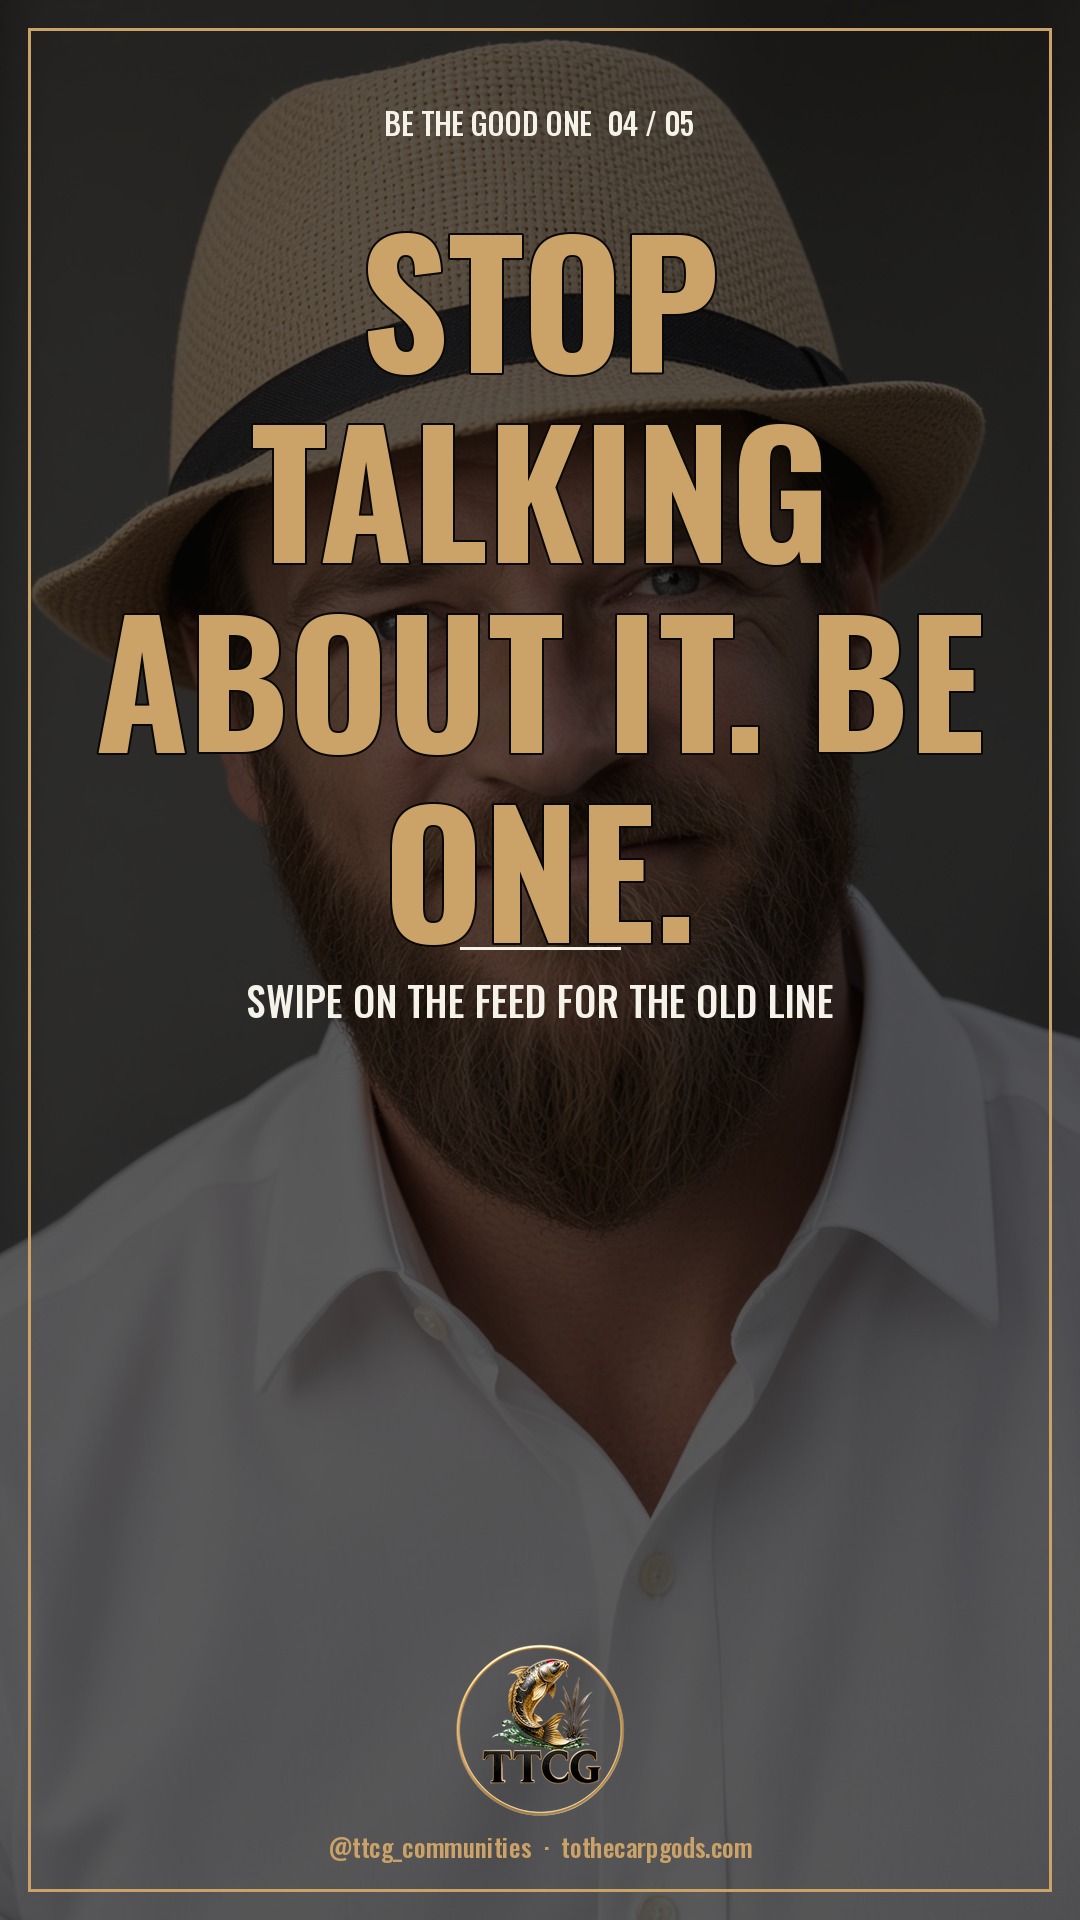 BE THE GOOD ONE 04 / 05
STOP
TALKING
ABOUT IT. BE
ONE.
SWIPE ON THE FEED FOR THE OLD LINE
TTCG
@ttcg_communities · tothecarpgods.com